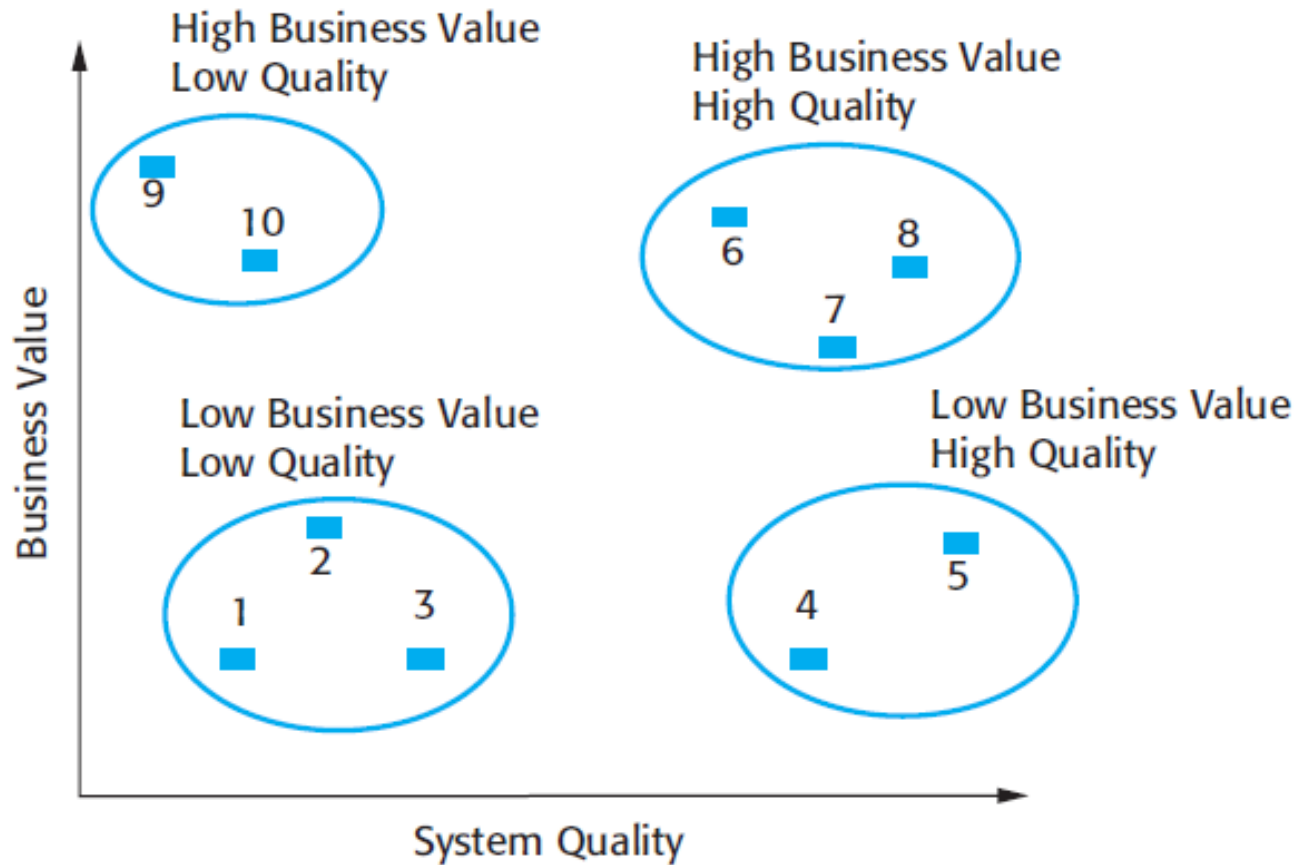 High Business Value
Low Quality
High Business Value
High Quality
9
10
6
8
7
Business Value
Low Business Value
Low Quality
Low Business Value
High Quality
2
1
3
5
4
System Quality